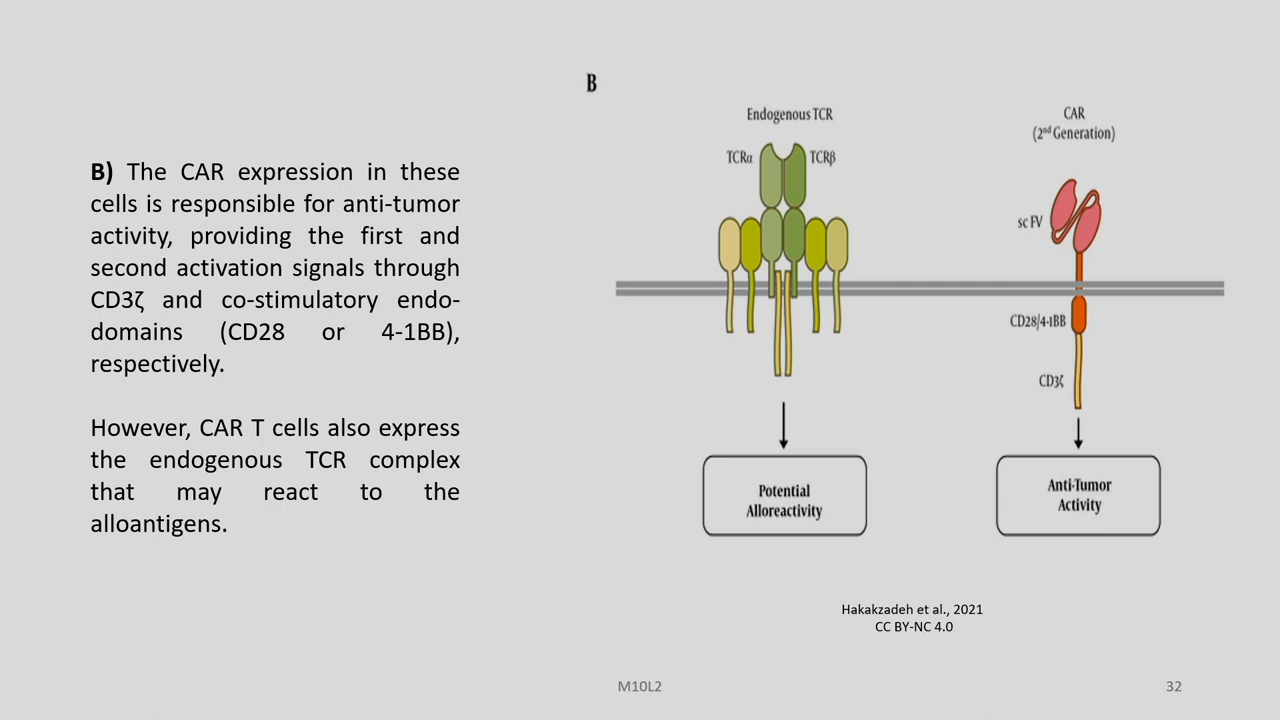 B) The CAR expression in these
cells is responsible for anti-tumor
activity, providing the first and
second activation signals through
CD3ζ and co-stimulatory endo-
domains (CD28 or 4-1BB),
respectively.
However, CAR T cells also express
the endogenous TCR complex
that may react to the
alloantigens.
B
Endogenous TCR
TCRα
TCRβ
CAR
(2nd Generation)
sc FV
CD28/4-1BB
CD3ζ
Potential
Alloreactivity
Anti-Tumor
Activity
Hakakzadeh et al., 2021
CC BY-NC 4.0
M10L2
32